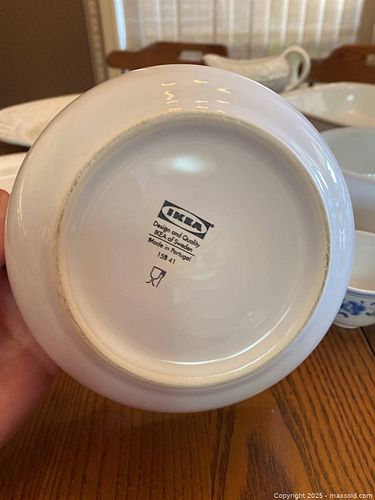 IKEA
Design and Quality
IKEA of Sweden
Made in Portugal
158 41
Copyright 2025 - maxsold.com